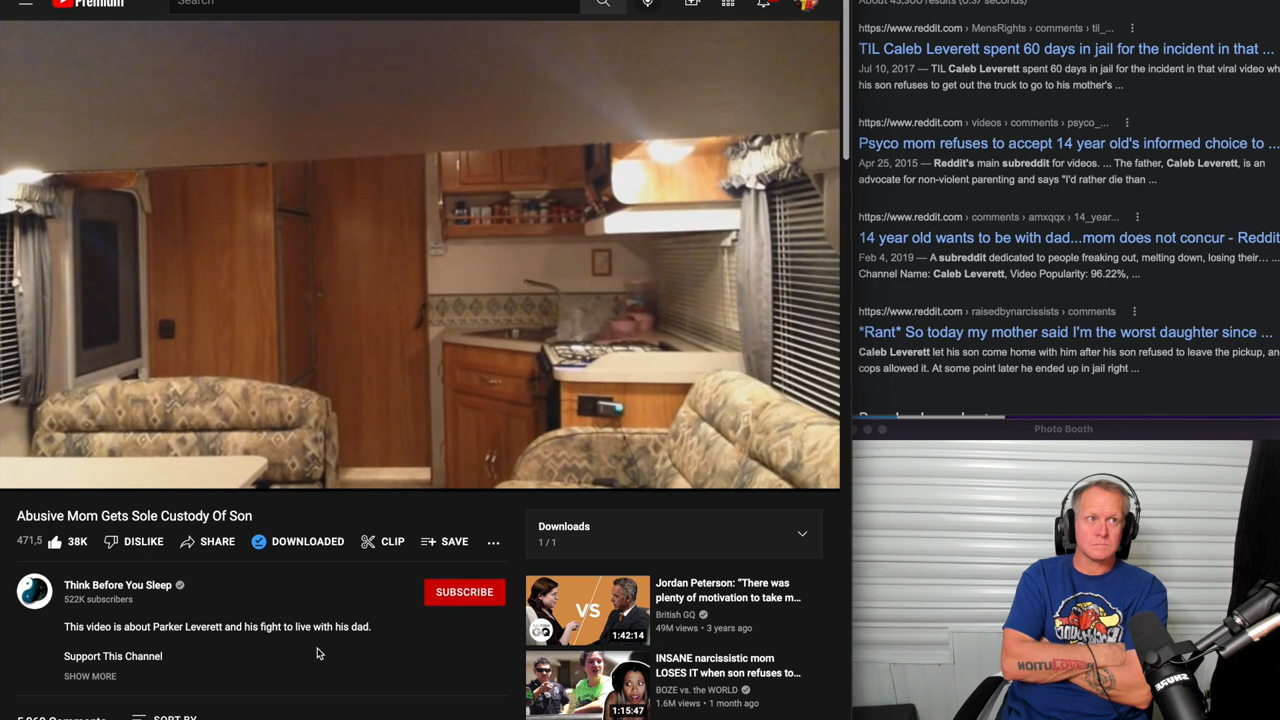 Premium
Search
Abusive Mom Gets Sole Custody Of Son
471,5
38K
DISLIKE
SHARE
DOWNLOADED
CLIP
SAVE
...
Think Before You Sleep
522K subscribers
SUBSCRIBE
This video is about Parker Leverett and his fight to live with his dad.
Support This Channel
SHOW MORE
SORT BY
Downloads
1 / 1
VS
British GQ
1:42:14
Jordan Peterson: “There was
plenty of motivation to take m...
British GQ
49M views • 3 years ago
1:15:47
INSANE narcissistic mom
LOSES IT when son refuses to...
BOZE vs. the WORLD
1.6M views • 1 month ago
https://www.reddit.com › MensRights › comments › til_...
TIL Caleb Leverett spent 60 days in jail for the incident in that ...
Jul 10, 2017 — TIL Caleb Leverett spent 60 days in jail for the incident in that viral video wh
his son refuses to get out the truck to go to his mother's ...
https://www.reddit.com › videos › comments › psyco_...
Psyco mom refuses to accept 14 year old's informed choice to ...
Apr 25, 2015 — Reddit's main subreddit for videos. ... The father, Caleb Leverett, is an
advocate for non-violent parenting and says "I'd rather die than ...
https://www.reddit.com › comments › amxqqx › 14_year...
14 year old wants to be with dad...mom does not concur - Reddit
Feb 4, 2019 — A subreddit dedicated to people freaking out, melting down, losing their... ...
Channel Name: Caleb Leverett, Video Popularity: 96.22%, ...
https://www.reddit.com › raisedbynarcissists › comments
*Rant* So today my mother said I'm the worst daughter since ...
Caleb Leverett let his son come home with him after his son refused to leave the pickup, an
cops allowed it. At some point later he ended up in jail right ...
Photo Booth
LOVE
SHURE